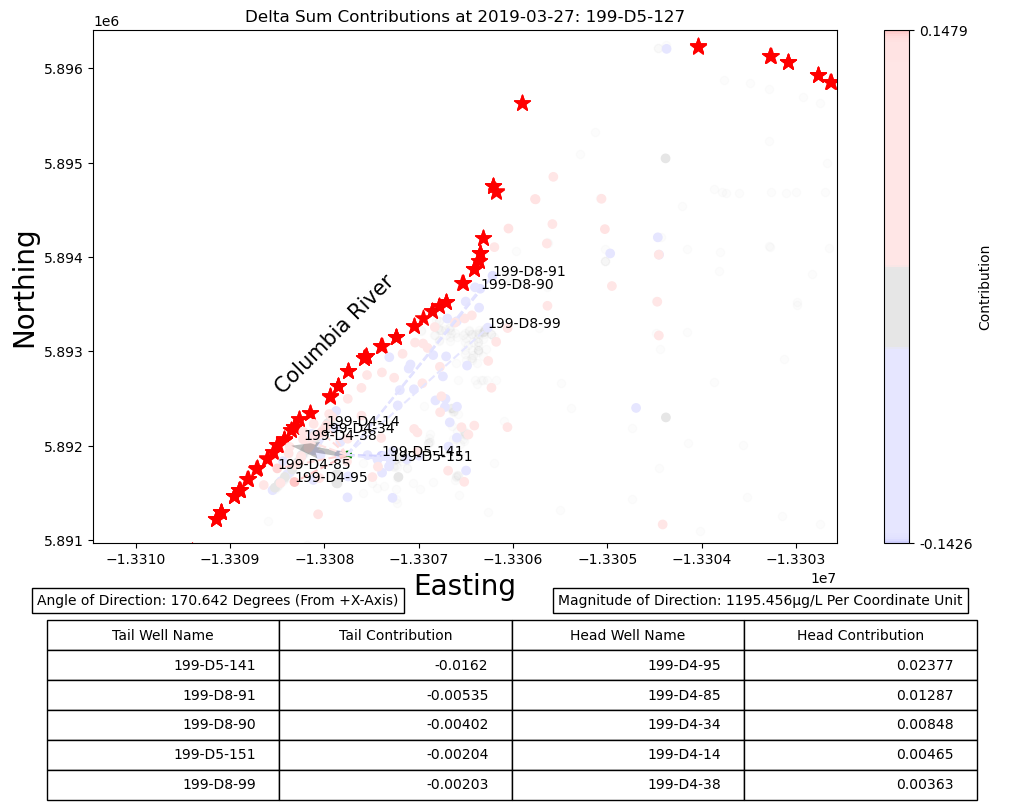 Delta Sum Contributions at 2019-03-27: 199-D5-127
1e6
0.1479
5.896
5.895
5.894
5.893
5.892
5.891
Northing
Columbia River
199-D8-91
199-D8-90
199-D8-99
199-D4-14
199-D4-34
199-D4-38
199-D5-141
199-D5-151
199-D4-85
199-D4-95
Contribution
-0.1426
−1.3310 −1.3309 −1.3308 −1.3307 −1.3306 −1.3305 −1.3304 −1.3303
1e7
Easting
Angle of Direction: 170.642 Degrees (From +X-Axis)
Magnitude of Direction: 1195.456μg/L Per Coordinate Unit
Tail Well Name Tail Contribution Head Well Name Head Contribution
199-D5-141 -0.0162 199-D4-95 0.02377
199-D8-91 -0.00535 199-D4-85 0.01287
199-D8-90 -0.00402 199-D4-34 0.00848
199-D5-151 -0.00204 199-D4-14 0.00465
199-D8-99 -0.00203 199-D4-38 0.00363